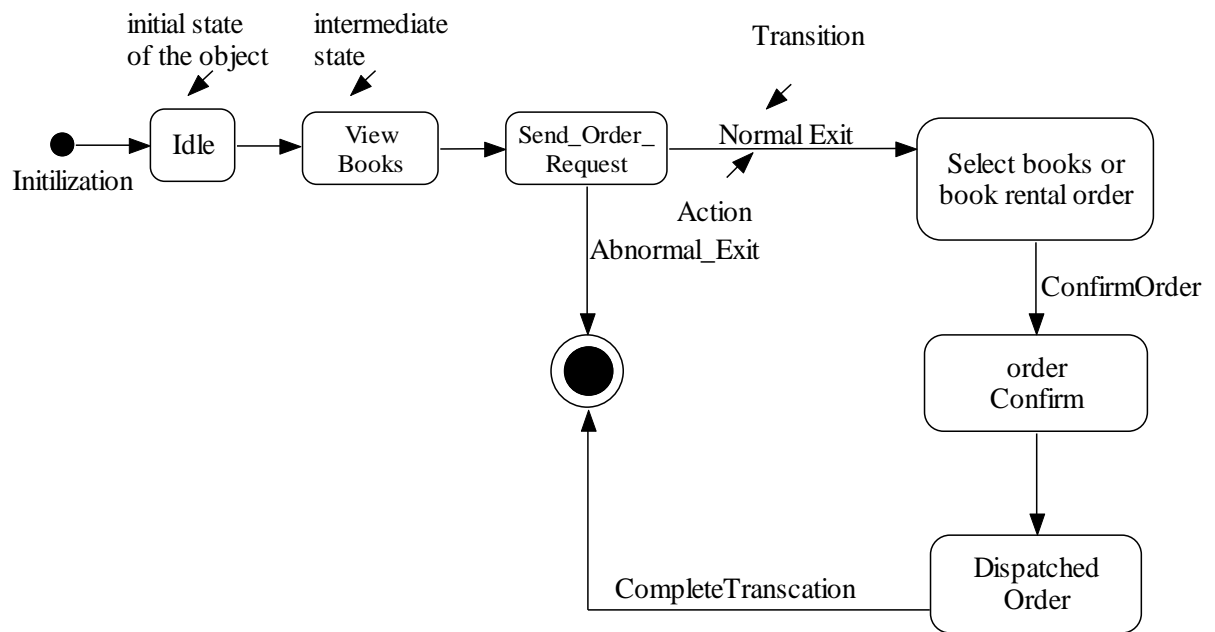 initial state
of the object
intermediate
state
Transition
Idle
View
Books
Send_Order_
Request
Normal Exit
Select books or
book rental order
Initilization
Action
Abnormal_Exit
ConfirmOrder
order
Confirm
Dispatched
Order
CompleteTranscation